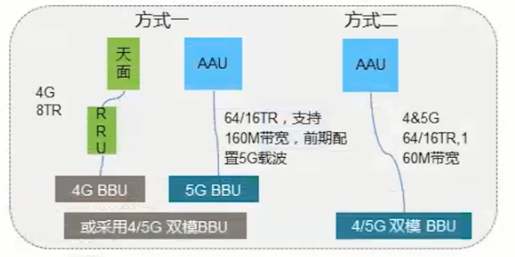 方式一
方式二
天
面
AAU
AAU
4G
8TR
R
R
U
64/16TR，支持
160M带宽，前期配
置5G载波
4&5G
64/16TR,1
60M带宽
4G BBU
5G BBU
或采用4/5G 双模BBU
4/5G 双模 BBU